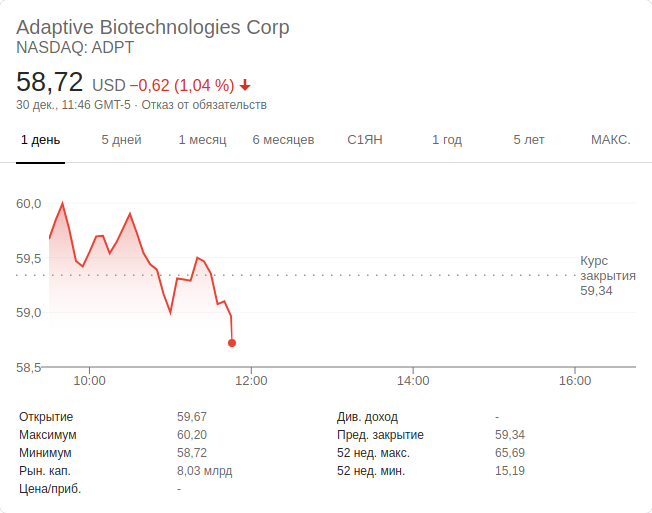 Adaptive Biotechnologies Corp
NASDAQ: ADPT
58,72 USD −0,62 (1,04 %)
30 дек., 11:46 GMT-5 · Отказ от обязательств
1 день 5 дней 1 месяц 6 месяцев С1ЯН 1 год 5 лет МАКС.
60,0
59,5
59,0
58,5
Курс
закрытия
59,34
10:00 12:00 14:00 16:00
Открытие 59,67 Див. доход -
Максимум 60,20 Пред. закрытие 59,34
Минимум 58,72 52 нед. макс. 65,69
Рын. кап. 8,03 млрд 52 нед. мин. 15,19
Цена/приб. -